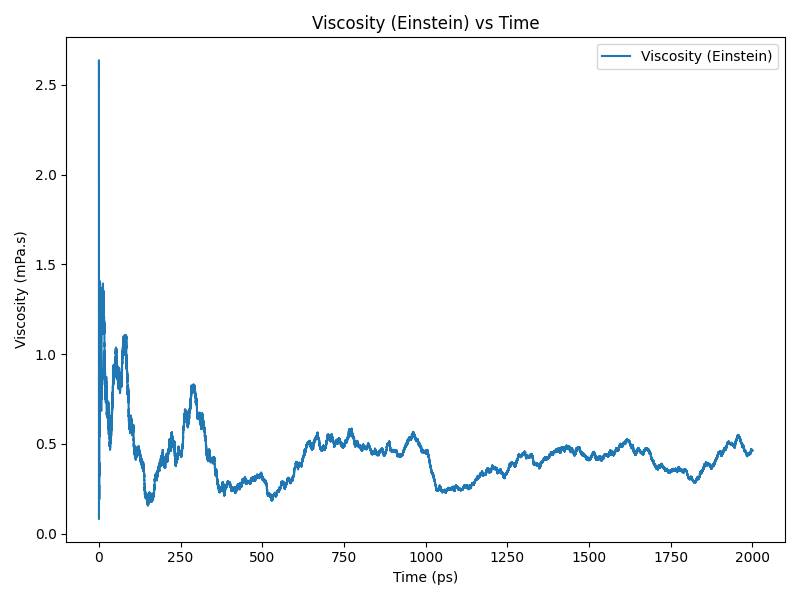 Viscosity (Einstein) vs Time
Viscosity (Einstein)
Viscosity (mPa.s)
2.5
2.0
1.5
1.0
0.5
0.0
0 250 500 750 1000 1250 1500 1750 2000
Time (ps)